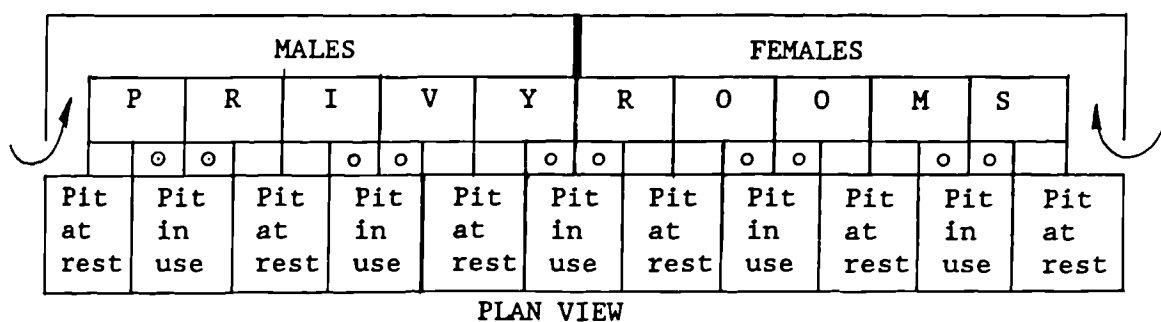 MALES FEMALES
P R I V Y R O O M S
Pit Pit Pit Pit Pit Pit Pit Pit Pit Pit Pit
at in at in at in at in at in at
rest use rest use rest use rest use rest use rest
PLAN VIEW